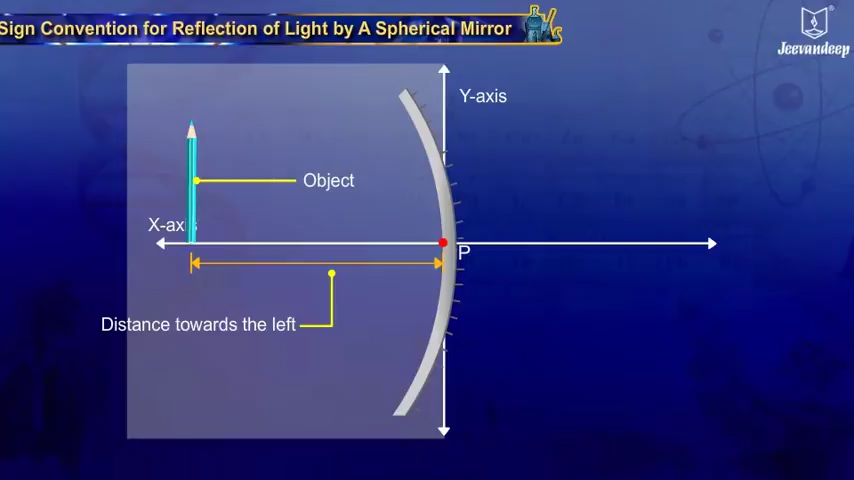 Sign Convention for Reflection of Light by A Spherical Mirror
Jeevandeep
Y-axis
Object
X-axis
P
Distance towards the left